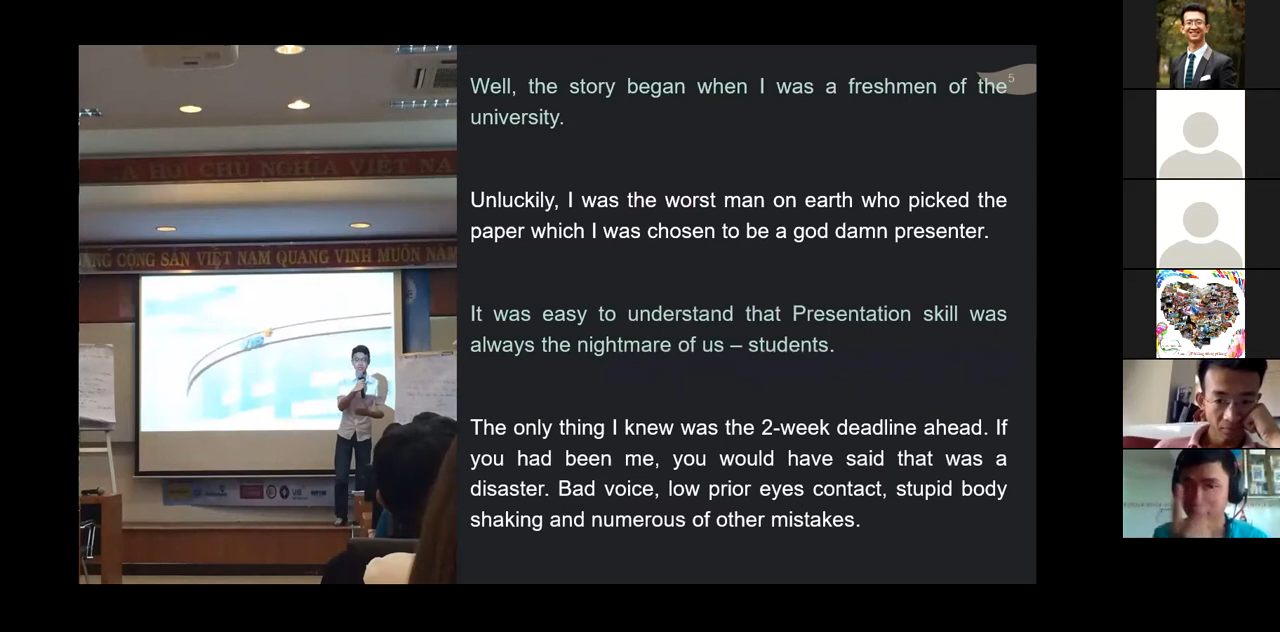 5
Well, the story began when I was a freshmen of the
university.
Unluckily, I was the worst man on earth who picked the
paper which I was chosen to be a god damn presenter.
It was easy to understand that Presentation skill was
always the nightmare of us – students.
The only thing I knew was the 2-week deadline ahead. If
you had been me, you would have said that was a
disaster. Bad voice, low prior eyes contact, stupid body
shaking and numerous of other mistakes.
HỘI CHỦ NGHĨA VIỆT NA
ĐẢNG CỘNG SẢN VIỆT NAM QUANG VINH MUÔN NĂM